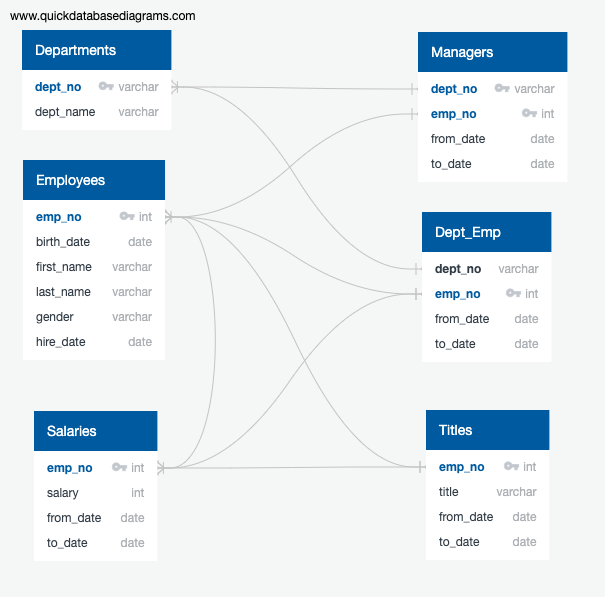 www.quickdatabasediagrams.com
Departments
dept_no varchar
dept_name varchar
Managers
dept_no varchar
emp_no int
from_date date
to_date date
Employees
emp_no int
birth_date date
first_name varchar
last_name varchar
gender varchar
hire_date date
Dept_Emp
dept_no varchar
emp_no int
from_date date
to_date date
Salaries
emp_no int
salary int
from_date date
to_date date
Titles
emp_no int
title varchar
from_date date
to_date date